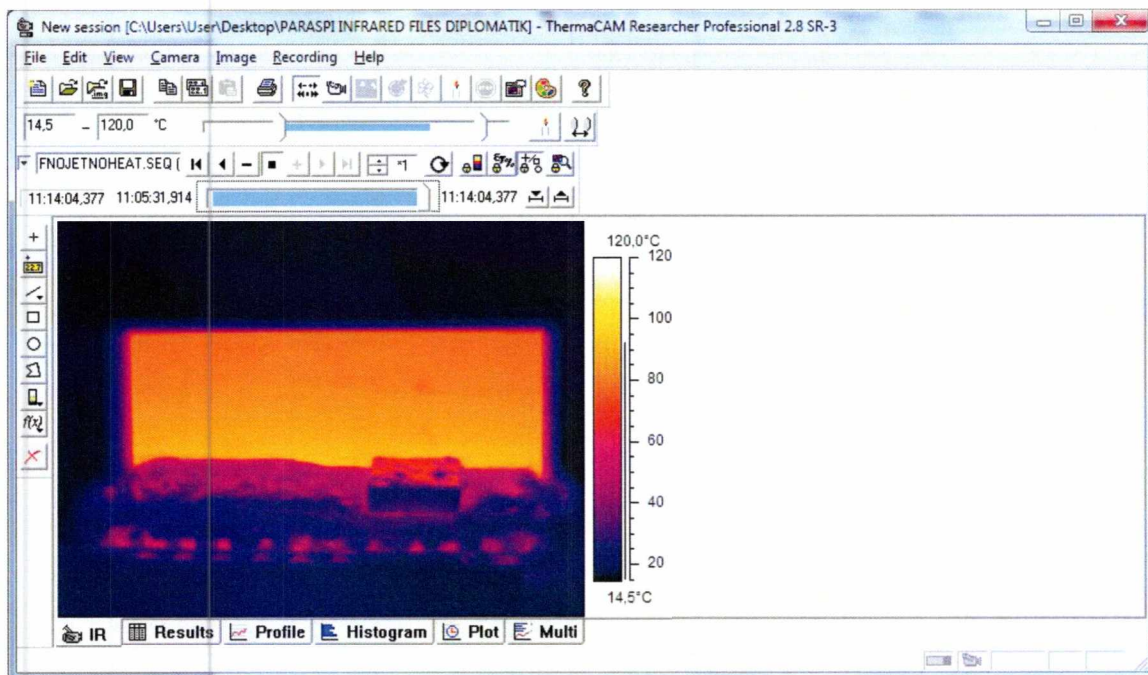 New session [C:\Users\User\Desktop\PARASPI INFRARED FILES DIPLOMATIK] - ThermaCAM Researcher Professional 2.8 SR-3
File Edit View Camera Image Recording Help
14,5 – 120,0 °C
FNOJETNOHEAT.SEQ ( *1
11:14:04,377 11:05:31,914 11:14:04,377
120,0°C
120
100
80
60
40
20
14,5°C
f(x)
IR Results Profile Histogram Plot Multi